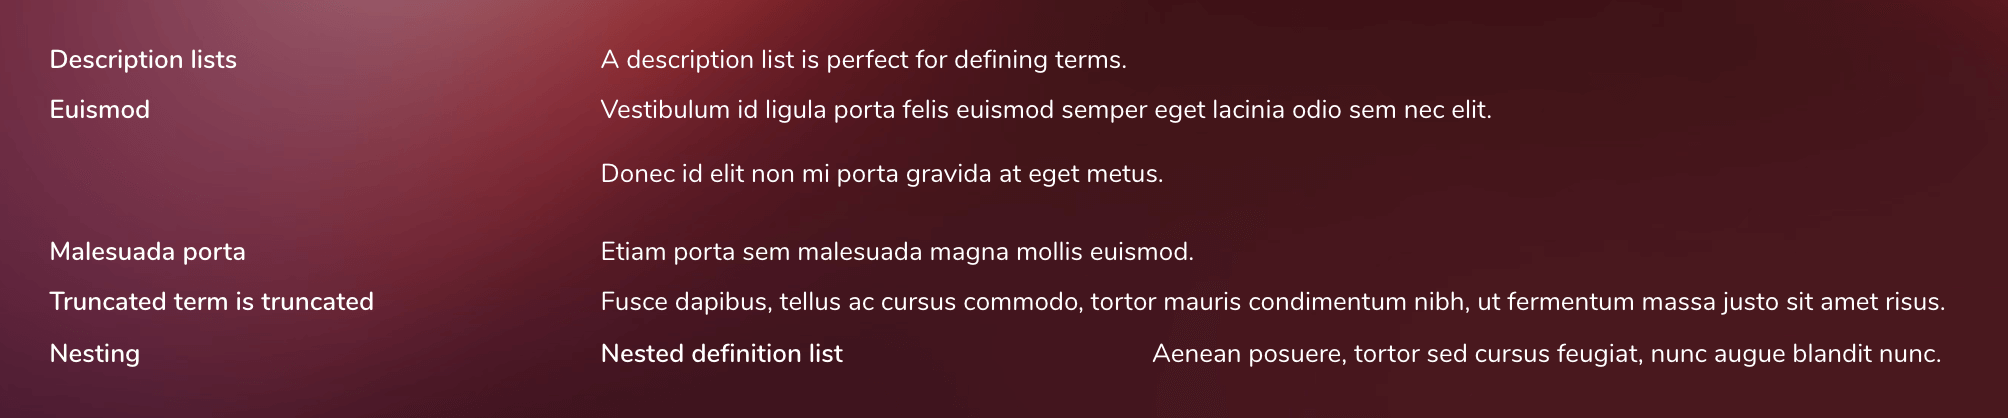 Description lists A description list is perfect for defining terms.
Euismod Vestibulum id ligula porta felis euismod semper eget lacinia odio sem nec elit.
Donec id elit non mi porta gravida at eget metus.
Malesuada porta Etiam porta sem malesuada magna mollis euismod.
Truncated term is truncated Fusce dapibus, tellus ac cursus commodo, tortor mauris condimentum nibh, ut fermentum massa justo sit amet risus.
Nesting Nested definition list Aenean posuere, tortor sed cursus feugiat, nunc augue blandit nunc.